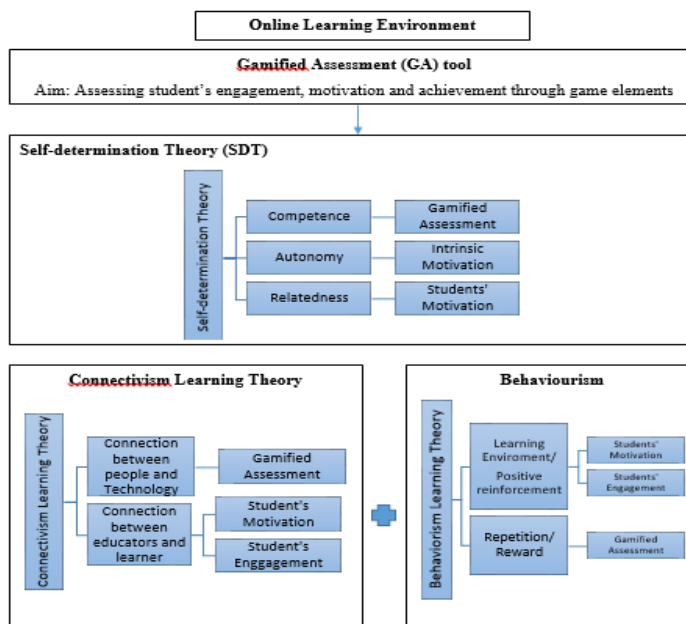 Online Learning Environment
Gamified Assessment (GA) tool
Aim: Assessing student's engagement, motivation and achievement through game elements
Self-determination Theory (SDT)
Self-determination Theory
Competence
Gamified
Assessment
Autonomy
Intrinsic
Motivation
Relatedness
Students'
Motivation
Connectivism Learning Theory
Connectivism Learning Theory
Connection
between
people and
Technology
Gamified
Assessment
Connection
between
educators and
learner
Student's
Motivation
Student's
Enggagement
Behaviourism
Behaviorism Learning Theory
Learning
Enviroment/
Positive
reinforcement
Students'
Motivation
Students'
Engagement
Repetition/
Reward
Gamified
Assessment